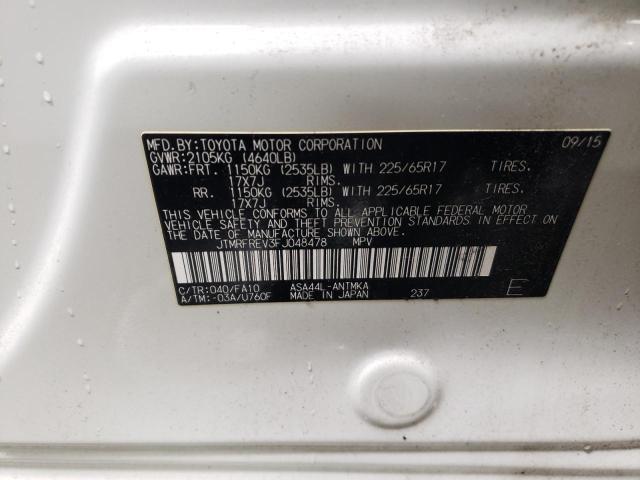 MFD.BY:TOYOTA MOTOR CORPORATION 09/15
GVWR:2105KG (4640LB)
GAWR:FRT. 1150KG (2535LB) WITH 225/65R17 TIRES.
17X7J RIMS.
RR. 1150KG (2535LB) WITH 225/65R17 TIRES.
17X7J RIMS.
THIS VEHICLE CONFORMS TO ALL APPLICABLE FEDERAL MOTOR
VEHICLE SAFETY AND THEFT PREVENTION STANDARDS IN EFFECT ON
THE DATE OF MANUFACTURE SHOWN ABOVE.
JTMRFREV3FJ048478 MPV
C/TR:040/FA10 ASA44L-ANTMKA
A/TM:-03A/U760F MADE IN JAPAN 237 E